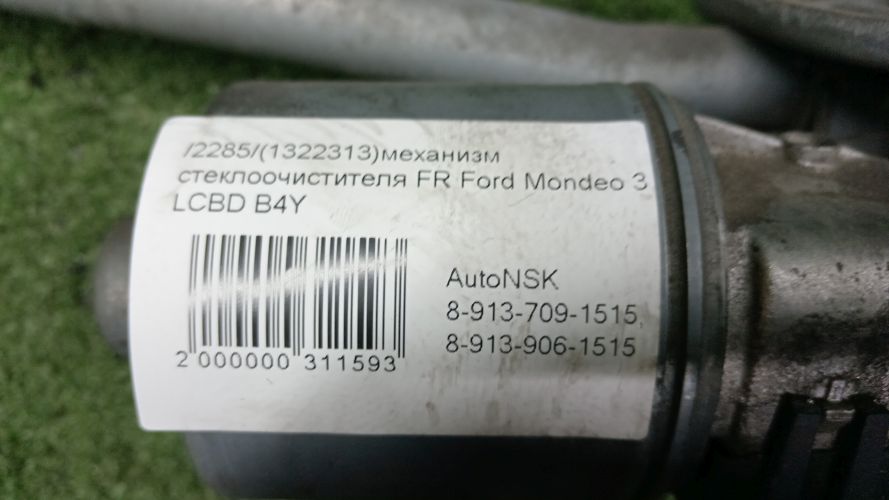 /2285/(1322313)механизм
стеклоочистителя FR Ford Mondeo 3
LCBD B4Y
AutoNSK
8-913-709-1515
8-913-906-1515
2 000000 311593